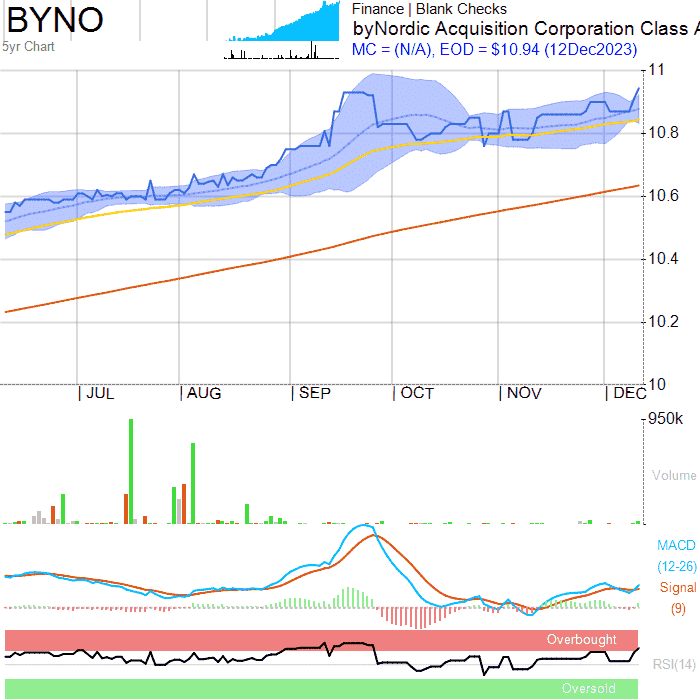 BYNO
5yr Chart
Finance | Blank Checks
byNordic Acquisition Corporation Class A
MC = (N/A), EOD = $10.94 (12Dec2023)
11
10.8
10.6
10.4
10.2
10
| JUL | AUG | SEP | OCT | NOV | DEC
950k
Volume
MACD
(12-26)
Signal
(9)
Overbought
RSI(14)
Oversold